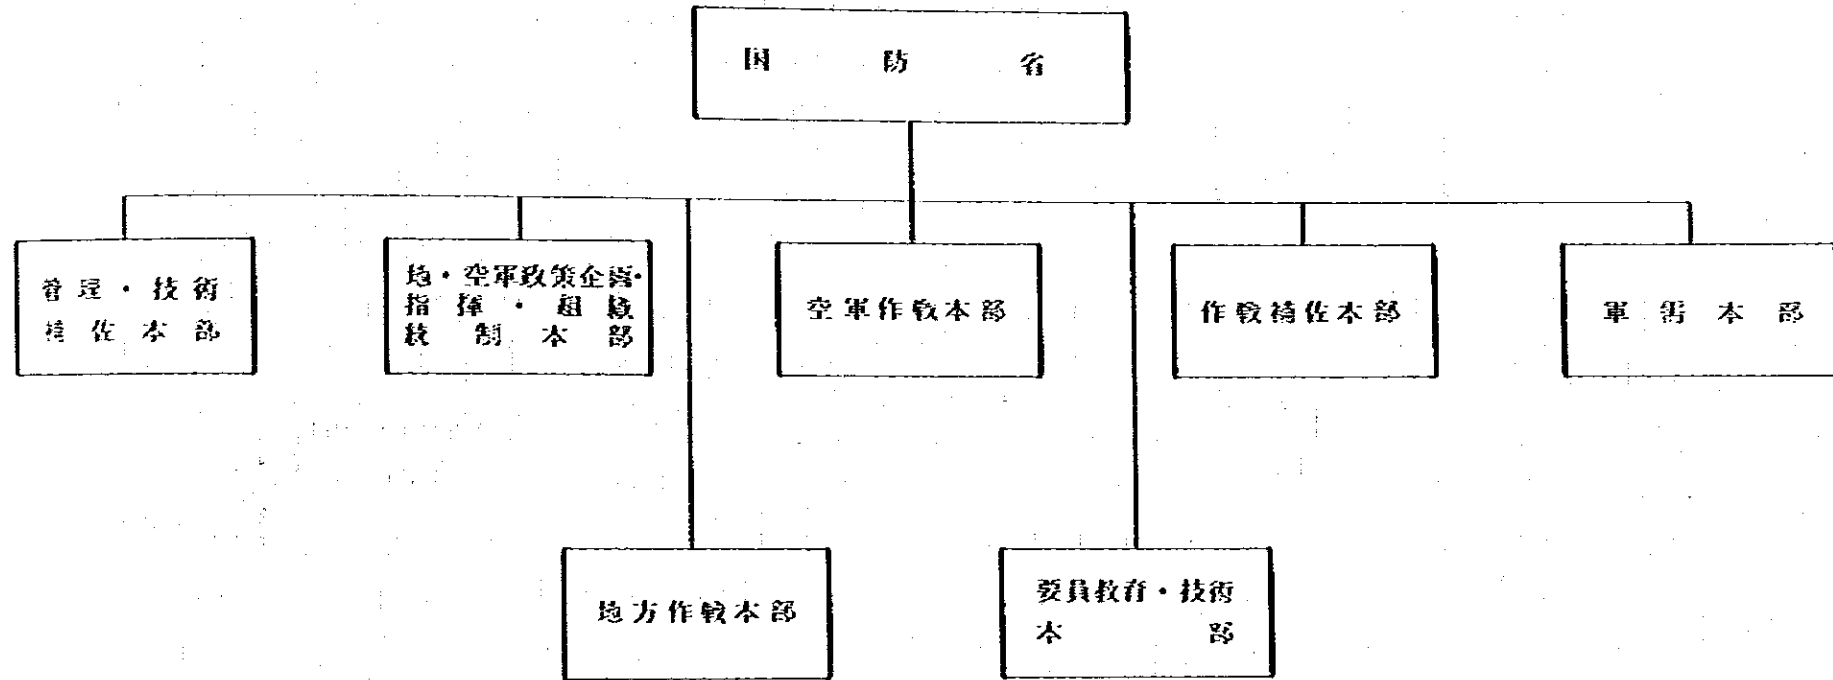 国防省
管理・技術
補佐本部
地・空軍政策企画・
指揮・組織
統制本部
空軍作戦本部
作戦補佐本部
軍需本部
地方作戦本部
要員教育・技術
本部